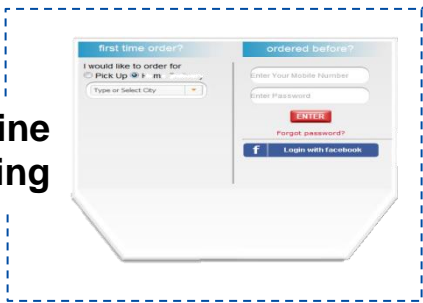 ine
ing
first time order?
I would like to order for
Pick Up
Type or Select City
ordered before?
Enter Your Mobile Number
Enter Password
ENTER
Forgot password?
f Login with facebook